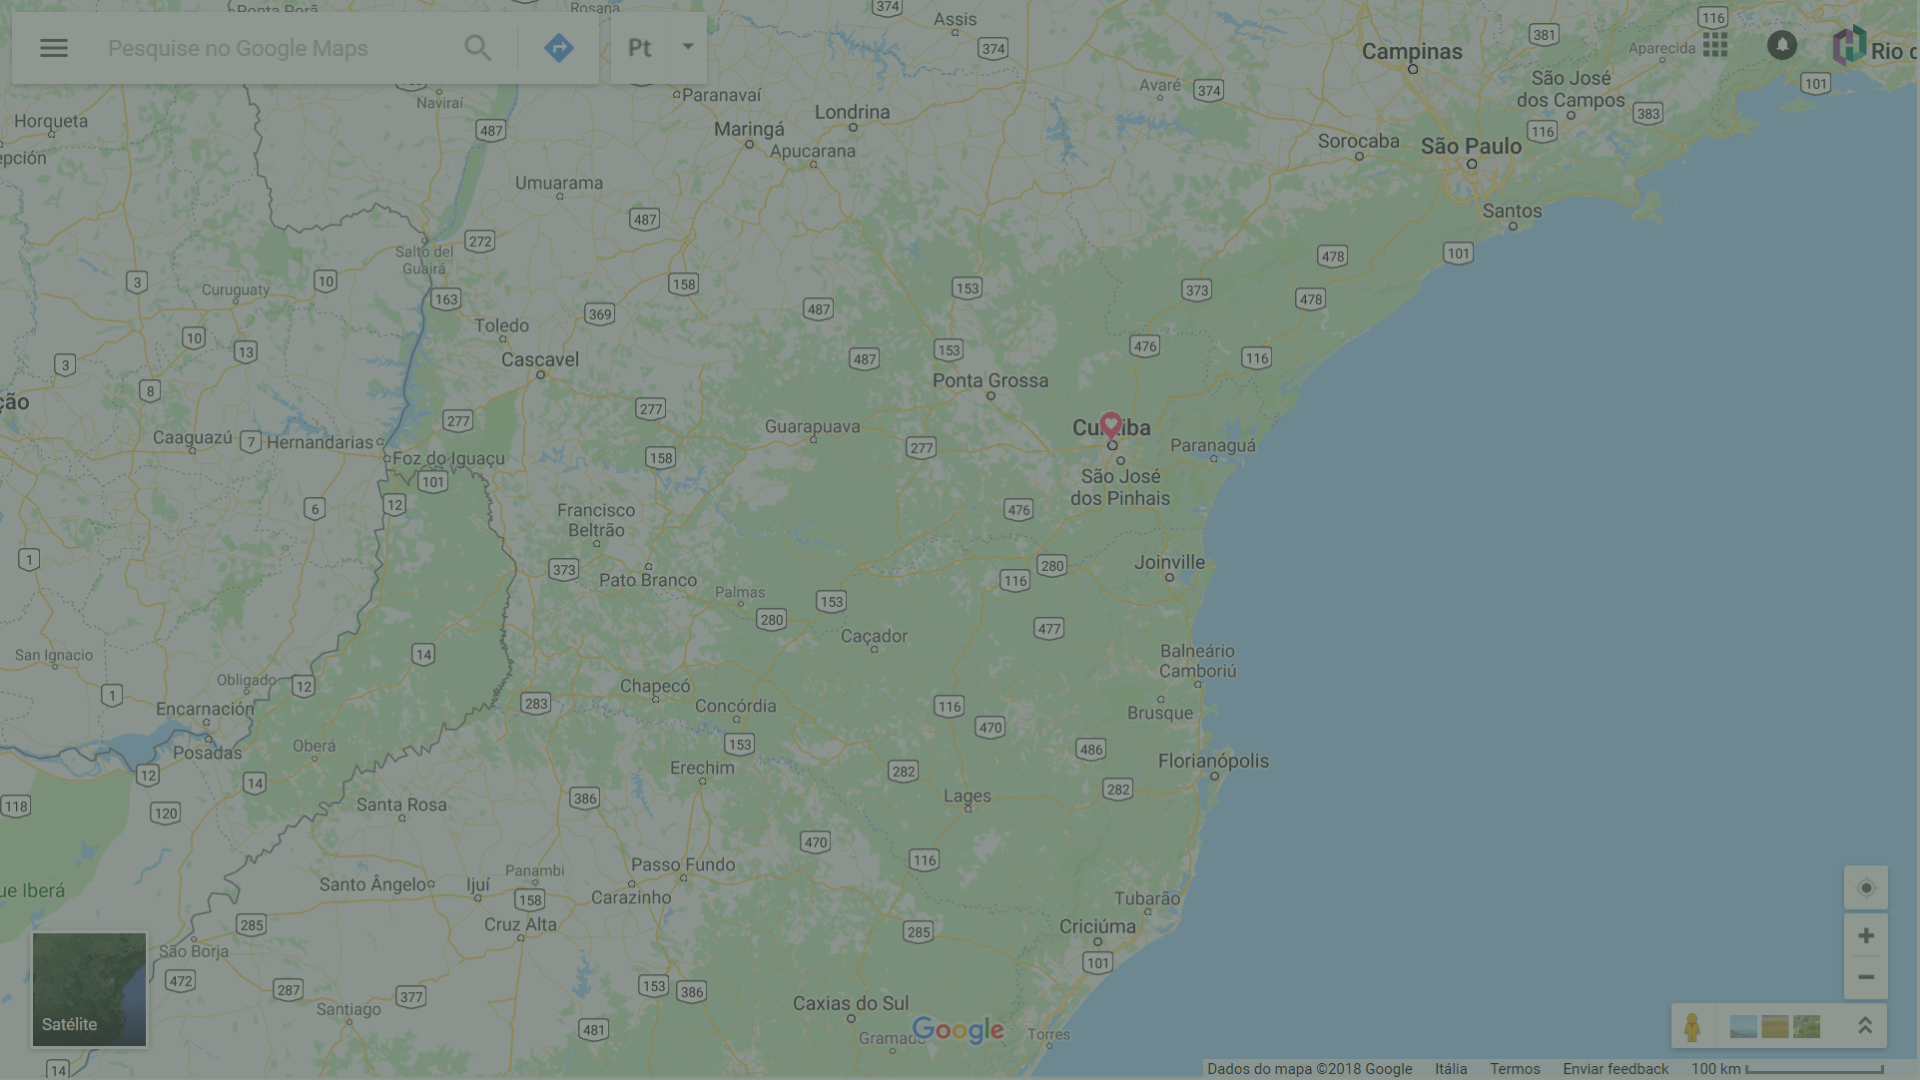 Ponta Porã
Rosana
374
Assis
374
Campinas
381
116
Aparecida
Rio d
Pesquise no Google Maps
Pt
Naviraí
Paranavaí
Londrina
Avaré
374
São José
dos Campos
101
383
Horqueta
487
Maringá
Apucarana
Sorocaba
São Paulo
116
epción
Umuarama
487
Santos
Salto del
Guairá
272
478
101
3
Curuguaty
10
163
158
153
373
478
Toledo
369
487
10
13
3
Cascavel
487
153
476
116
8
Ponta Grossa
ção
277
277
Guarapuava
Curitiba
Caaguazú
7
Hernandarias
277
Paranaguá
Foz do Iguaçu
158
São José
dos Pinhais
101
12
6
Francisco
Beltrão
476
1
373
Pato Branco
280
116
Joinville
Palmas
153
280
Caçador
477
San Ignacio
14
Balneário
Camboriú
Obligado
12
1
Chapecó
283
Concórdia
116
Brusque
Encarnación
470
Posadas
Oberá
153
486
Florianópolis
12
14
Erechim
282
282
118
120
Santa Rosa
386
Lages
470
Passo Fundo
116
ue Iberá
Santo Ângelo
Ijuí
Panambi
158
Carazinho
Tubarão
285
Cruz Alta
285
Criciúma
São Borja
101
472
287
377
153
386
Santiago
Caxias do Sul
Satélite
481
Gramado
Google
Torres
14
Dados do mapa ©2018 Google Itália Termos Enviar feedback 100 km